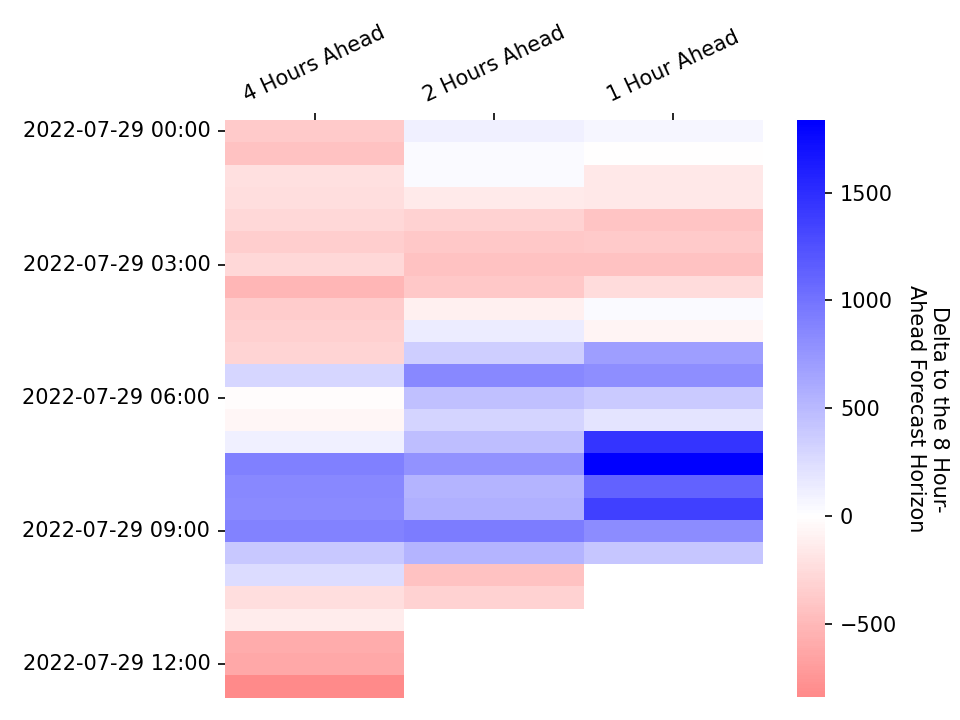 4 Hours Ahead
2 Hours Ahead
1 Hour Ahead
2022-07-29 00:00
2022-07-29 03:00
2022-07-29 06:00
2022-07-29 09:00
2022-07-29 12:00
1500
1000
500
0
−500
Delta to the 8 Hour-
Ahead Forecast Horizon